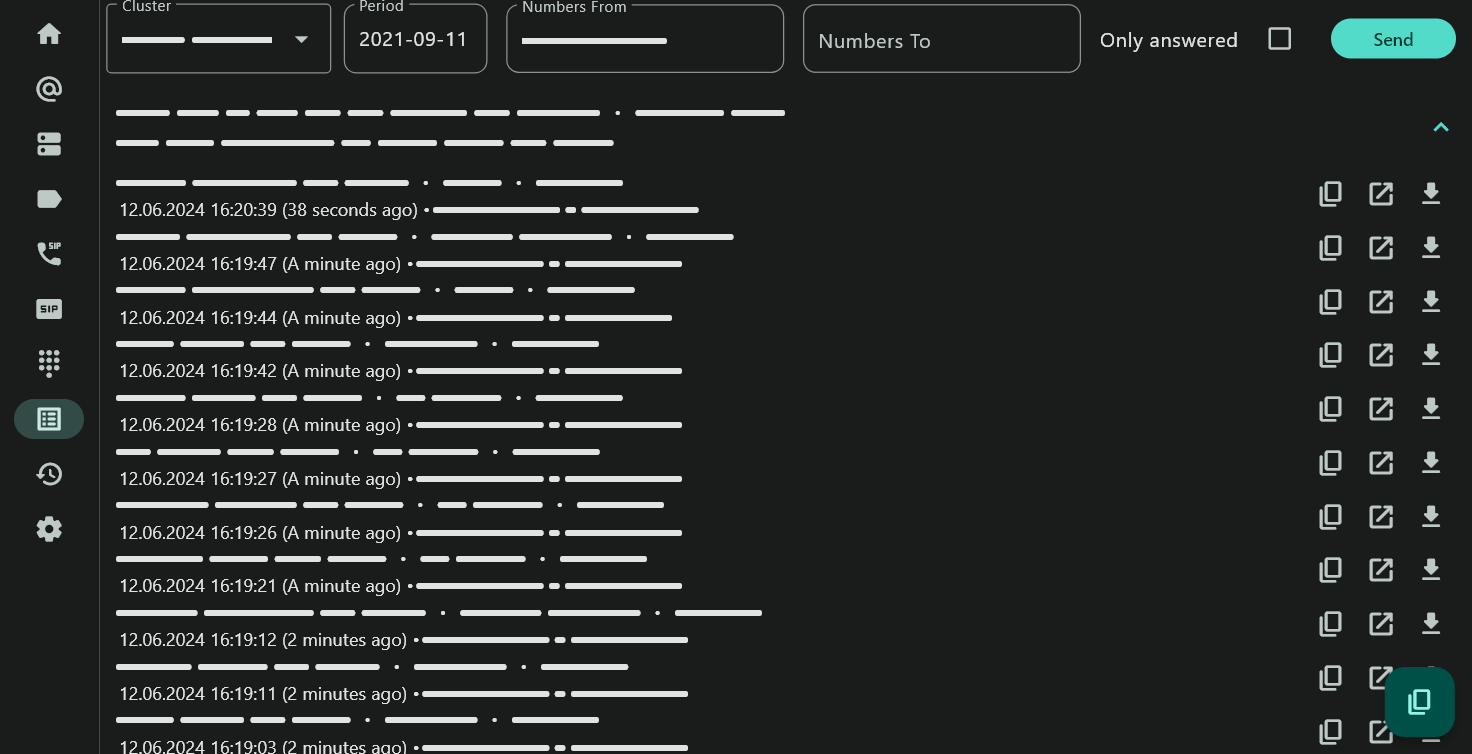 Cluster
Period
Numbers From
2021-09-11
Numbers To
Only answered
Send
SIP
SIP
12.06.2024 16:20:39 (38 seconds ago) •
12.06.2024 16:19:47 (A minute ago) •
12.06.2024 16:19:44 (A minute ago) •
12.06.2024 16:19:42 (A minute ago) •
12.06.2024 16:19:28 (A minute ago) •
12.06.2024 16:19:27 (A minute ago) •
12.06.2024 16:19:26 (A minute ago) •
12.06.2024 16:19:21 (A minute ago) •
12.06.2024 16:19:12 (2 minutes ago) •
12.06.2024 16:19:11 (2 minutes ago) •
12.06.2024 16:19:03 (2 minutes ago) •